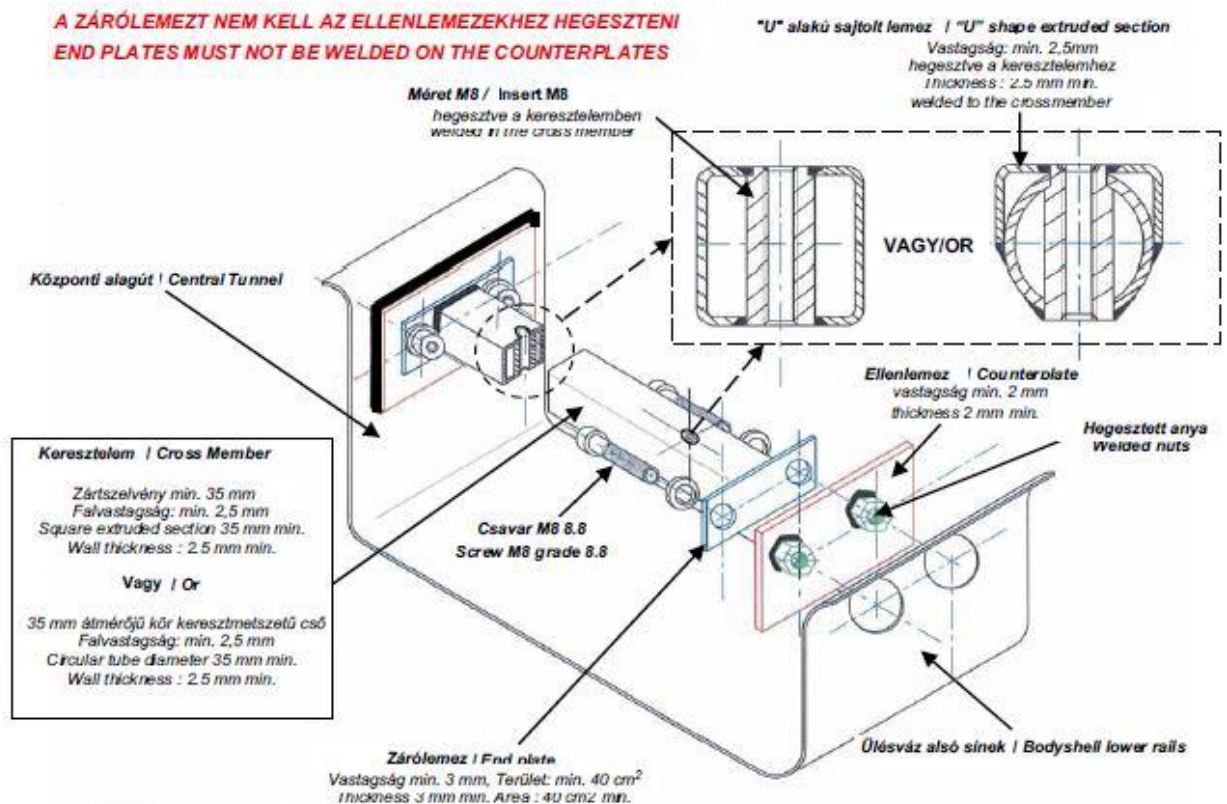 A ZÁRÓLEMEZT NEM KELL AZ ELLENLEMEZEKHEZ HEGESZTENI
END PLATES MUST NOT BE WELDED ON THE COUNTERPLATES
"U" alakú sajtolt lemez / "U" shape extruded section
Vastagság: min. 2,5mm
hegesztve a keresztelemhez
Thickness : 2.5 mm min.
welded to the crossmember
Méret M8 / Insert M8
hegesztve a keresztelemben
welded in the cross member
VAGY/OR
Központi alagút / Central Tunnel
Ellenlemez / Counterplate
vastagság min. 2 mm
thickness 2 mm min.
Hegesztett anya
Welded nuts
Keresztelem / Cross Member
Zártszelvény min. 35 mm
Falvastagság: min. 2,5 mm
Square extruded section 35 mm min.
Wall thickness : 2.5 mm min.
Vagy / Or
35 mm átmérőjű kör keresztmetszetű cső
Falvastagság: min. 2,5 mm
Circular tube diameter 35 mm min.
Wall thickness : 2.5 mm min.
Csavar M8 8.8
Screw M8 grade 8.8
Zárólemez / End plate
Vastagság min. 3 mm, Terület: min. 40 cm²
Thickness 3 mm min. Area : 40 cm2 min.
Ülésváz alsó sínek / Bodyshell lower rails